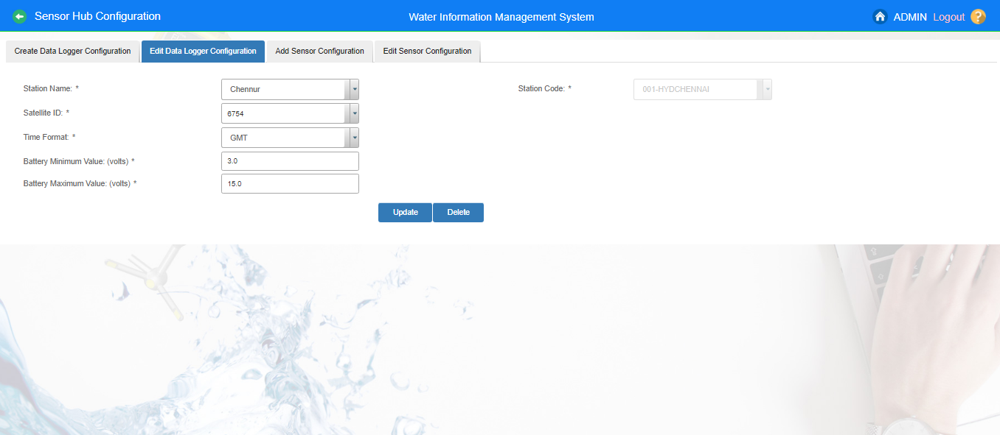 Sensor Hub Configuration
Water Information Management System
ADMIN Logout ?
Create Data Logger Configuration Edit Data Logger Configuration Add Sensor Configuration Edit Sensor Configuration
Station Name: * Chennur Station Code: * 001-HYDCHENNAI
Satellite ID: * 6754
Time Format: * GMT
Battery Minimum Value: (volts) * 3.0
Battery Maximum Value: (volts) * 15.0
Update Delete